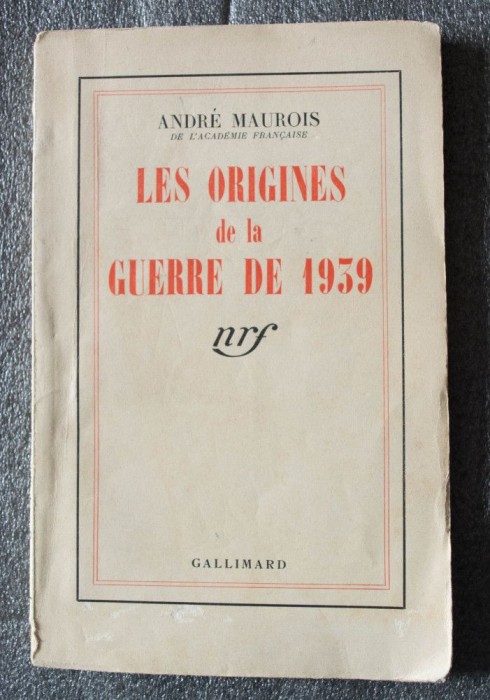 ANDRÉ MAUROIS
DE L'ACADÉMIE FRANÇAISE
LES ORIGINES
de la
GUERRE DE 1939
nrf
GALLIMARD